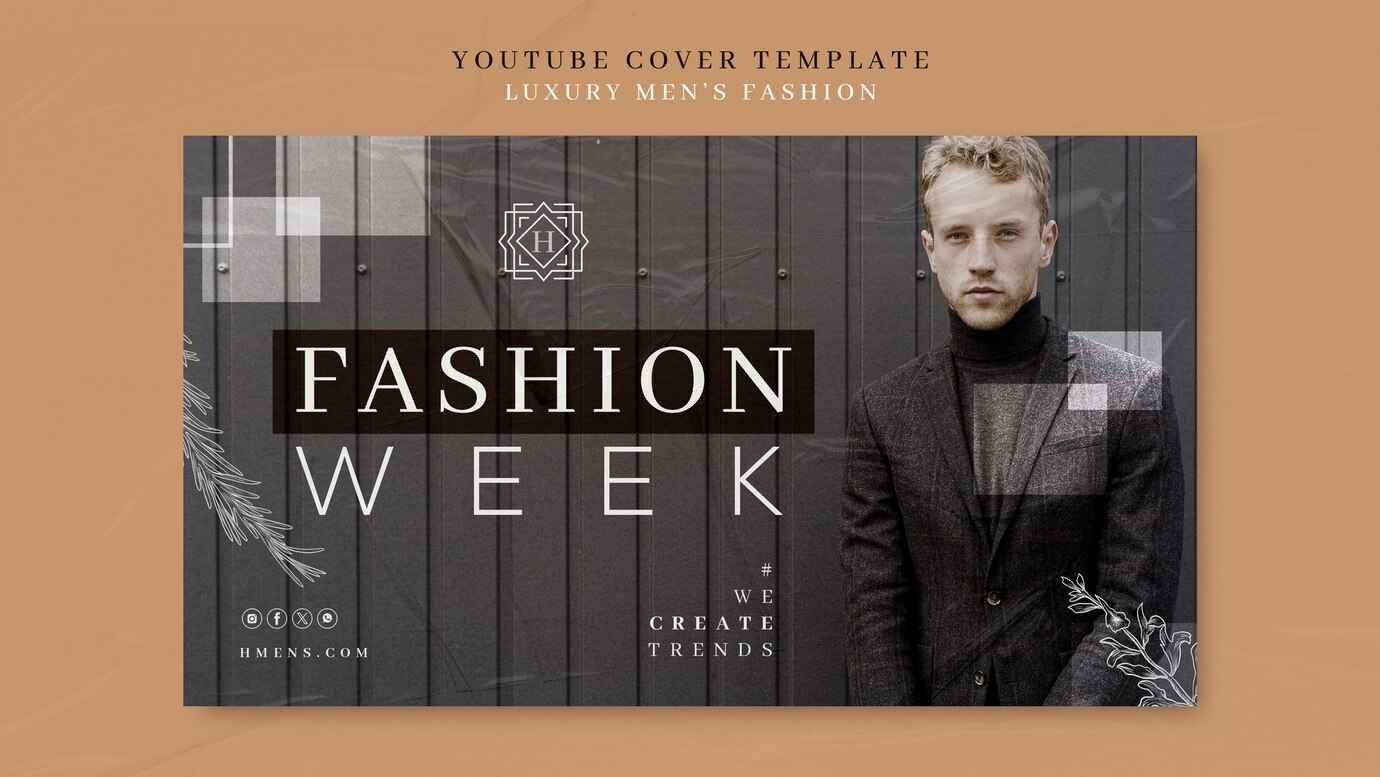 YOUTUBE COVER TEMPLATE
LUXURY MEN'S FASHION
H
FASHION
WEEK
#
WE
CREATE
TRENDS
HMENS.COM